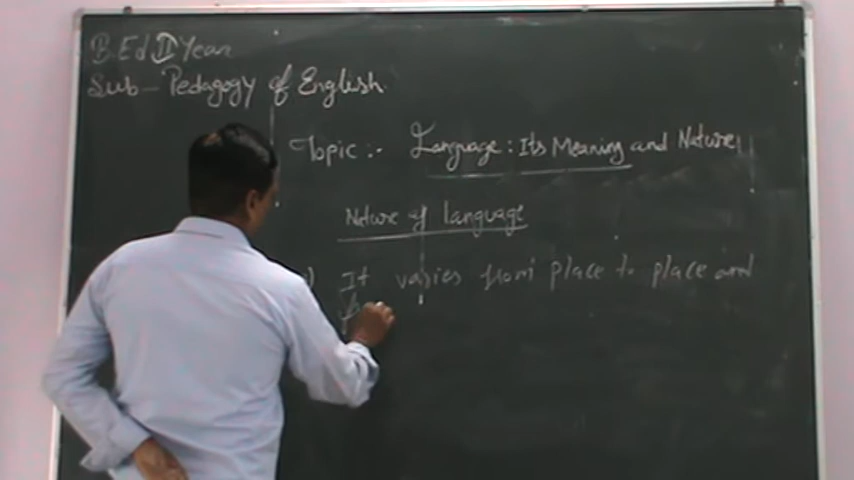 B.Ed II Year
Sub - Pedagogy of English
Topic :- Language : Its Meaning and Nature
Nature of language
) It varies from place to place and